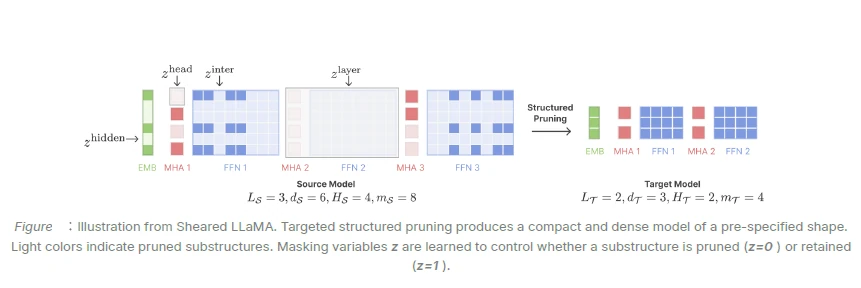 z^head z^inter z^layer
z^hidden
Structured
Pruning
EMB MHA 1 FFN 1 MHA 2 FFN 2 MHA 3 FFN 3
EMB MHA 1 FFN 1 MHA 2 FFN 2
Source Model
L_S = 3, d_S = 6, H_S = 4, m_S = 8
Target Model
L_T = 2, d_T = 3, H_T = 2, m_T = 4
Figure : Illustration from Sheared LLaMA. Targeted structured pruning produces a compact and dense model of a pre-specified shape.
Light colors indicate pruned substructures. Masking variables z are learned to control whether a substructure is pruned (z=0 ) or retained
(z=1 ).